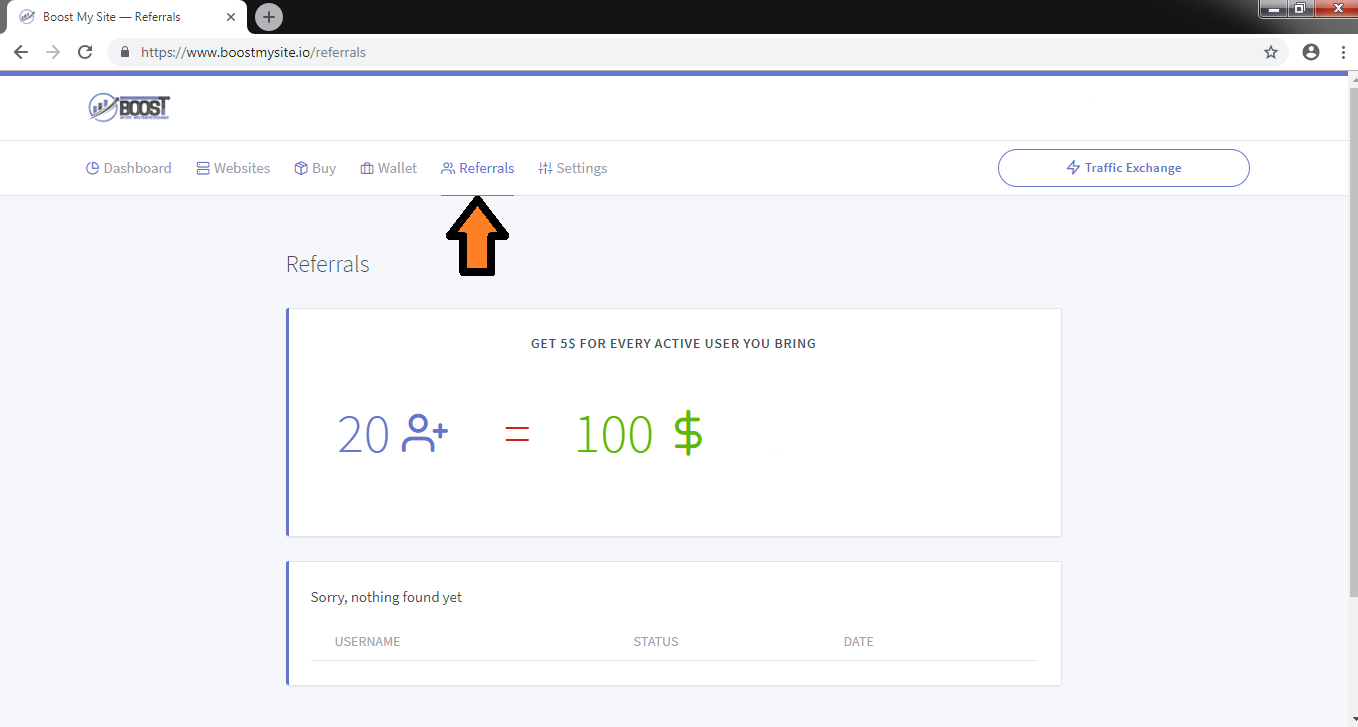 Boost My Site — Referrals
https://www.boostmysite.io/referrals
BOOST
Dashboard Websites Buy Wallet Referrals Settings Traffic Exchange
Referrals
GET 5$ FOR EVERY ACTIVE USER YOU BRING
20 = 100 $
Sorry, nothing found yet
USERNAME STATUS DATE